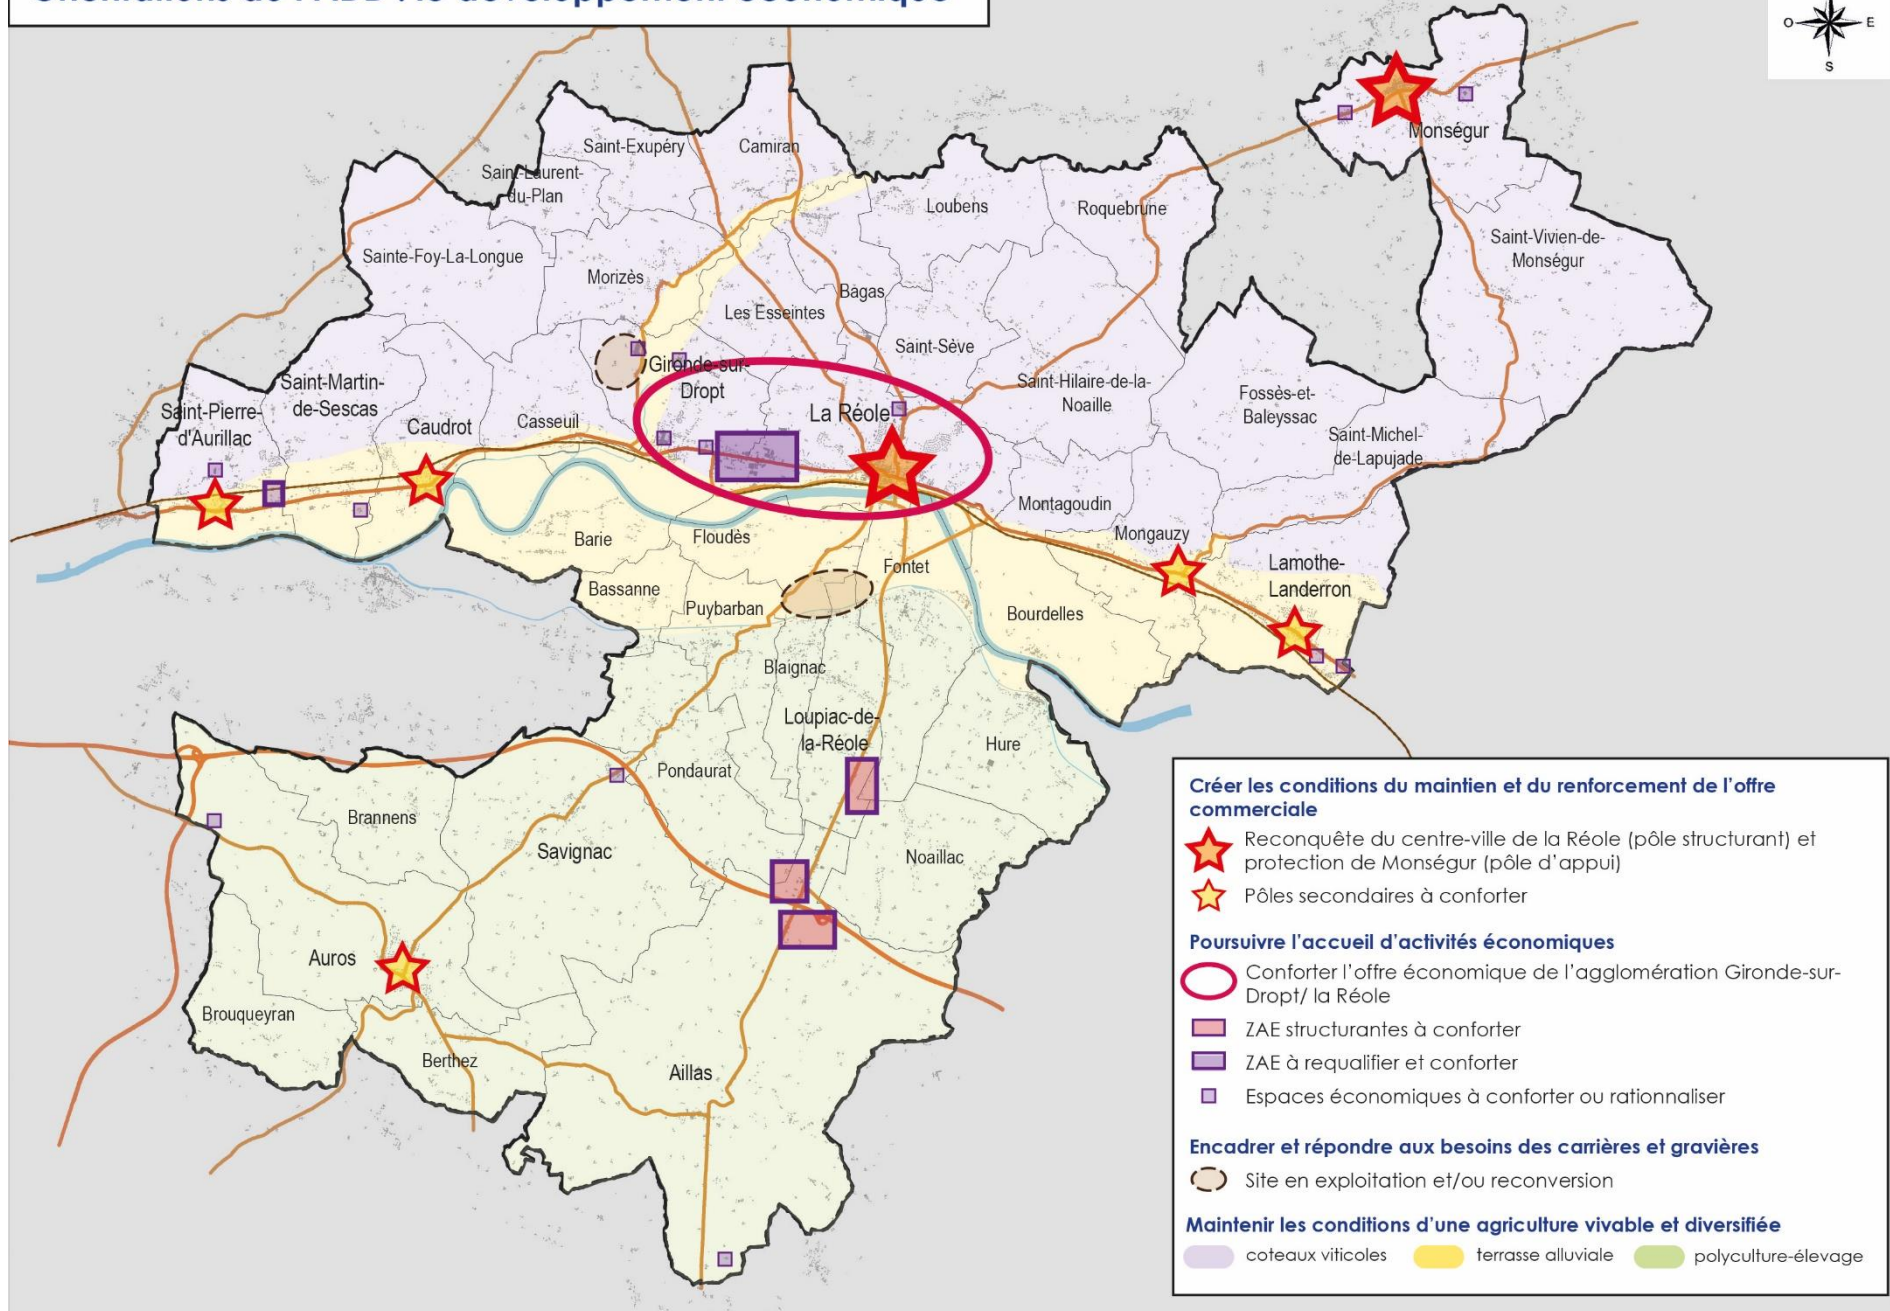 O
E
S
Monségur
Saint-Exupéry
Camiran
Saint-Laurent-
du-Plan
Loubens
Roquebrune
Sainte-Foy-La-Longue
Saint-Vivien-de-
Monségur
Morizès
Bagas
Les Esseintes
Saint-Sève
Gironde-sur-
Dropt
Saint-Martin-
de-Sescas
Saint-Hilaire-de-la-
Noaille
Fossès-et-
Baleyssac
Saint-Pierre-
d'Aurillac
La Réole
Caudrot
Casseuil
Saint-Michel-
de-Lapujade
Montagoudin
Barie
Floudès
Mongauzy
Fontet
Lamothe-
Landerron
Bassanne
Puybarban
Bourdelles
Blaignac
Loupiac-de-
la-Réole
Hure
Pondaurat
Brannens
Savignac
Noaillac
Auros
Brouqueyran
Berthez
Aillas
Créer les conditions du maintien et du renforcement de l'offre
commerciale
Reconquête du centre-ville de la Réole (pôle structurant) et
protection de Monségur (pôle d'appui)
Pôles secondaires à conforter
Poursuivre l'accueil d'activités économiques
Conforter l'offre économique de l'agglomération Gironde-sur-
Dropt/ la Réole
ZAE structurantes à conforter
ZAE à requalifier et conforter
Espaces économiques à conforter ou rationnaliser
Encadrer et répondre aux besoins des carrières et gravières
Site en exploitation et/ou reconversion
Maintenir les conditions d'une agriculture vivable et diversifiée
coteaux viticoles terrasse alluviale polyculture-élevage